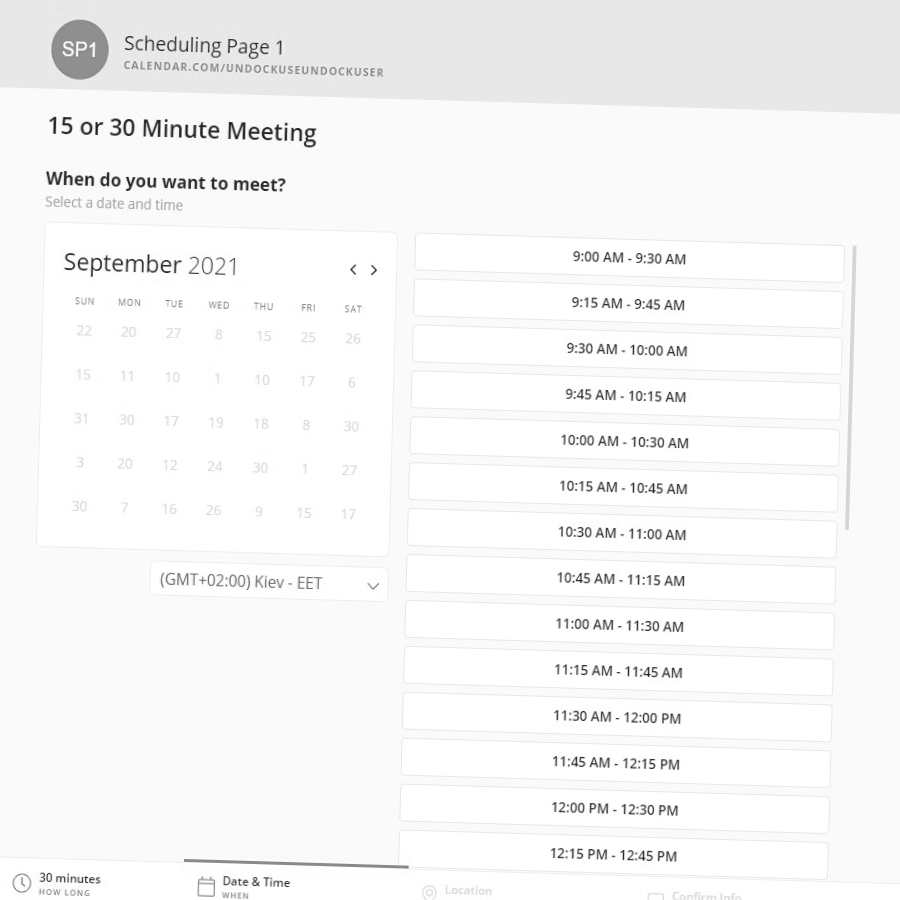 SP1
Scheduling Page 1
CALENDAR.COM/UNDOCKUSEUNDOCKUSER
15 or 30 Minute Meeting
When do you want to meet?
Select a date and time
September 2021
SUN MON TUE WED THU FRI SAT
22 20 27 8 15 25 26
15 11 10 1 10 17 6
31 30 17 19 18 8 30
3 20 12 24 30 1 27
30 7 16 26 9 15 17
(GMT+02:00) Kiev - EET
9:00 AM - 9:30 AM
9:15 AM - 9:45 AM
9:30 AM - 10:00 AM
9:45 AM - 10:15 AM
10:00 AM - 10:30 AM
10:15 AM - 10:45 AM
10:30 AM - 11:00 AM
10:45 AM - 11:15 AM
11:00 AM - 11:30 AM
11:15 AM - 11:45 AM
11:30 AM - 12:00 PM
11:45 AM - 12:15 PM
12:00 PM - 12:30 PM
12:15 PM - 12:45 PM
30 minutes
HOW LONG
Date & Time
WHEN
Location
Confirm Info